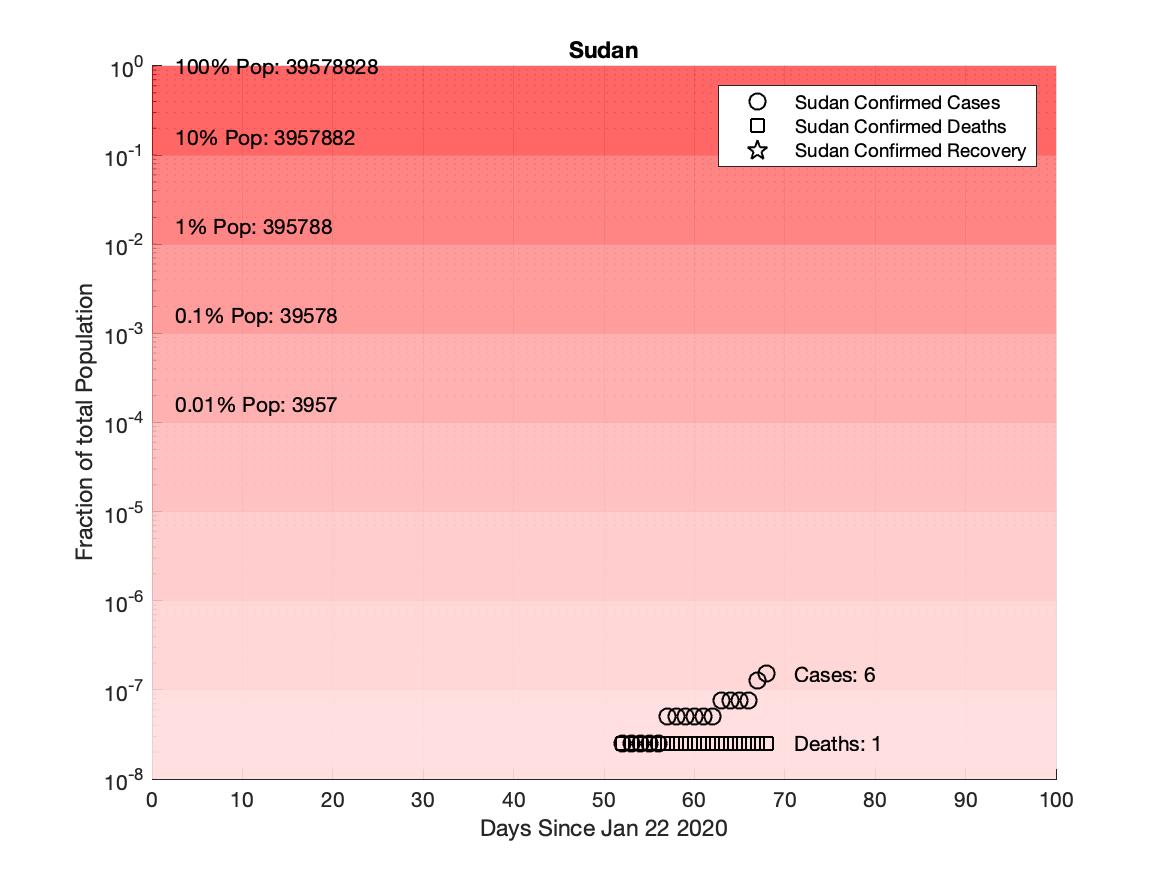 Sudan
10^0
100% Pop: 39578828
Sudan Confirmed Cases
Sudan Confirmed Deaths
Sudan Confirmed Recovery
10% Pop: 3957882
10^-1
1% Pop: 395788
10^-2
0.1% Pop: 39578
10^-3
0.01% Pop: 3957
10^-4
10^-5
10^-6
10^-7
10^-8
Fraction of total Population
Cases: 6
Deaths: 1
0 10 20 30 40 50 60 70 80 90 100
Days Since Jan 22 2020